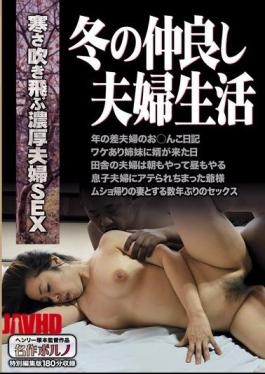 冬の仲良し
夫婦生活
寒さ吹き飛ぶ濃厚夫婦SEX
年の差夫婦のお◯んこ日記
ワケあり姉妹に婿が来た日
田舎の夫婦は朝もやって昼もやる
息子夫婦にアテられちまった爺様
ムショ帰りの妻とする数年ぶりのセックス
JAVHD
ヘンリー塚本監督作品
名作ポルノ
特別編集版180分収録